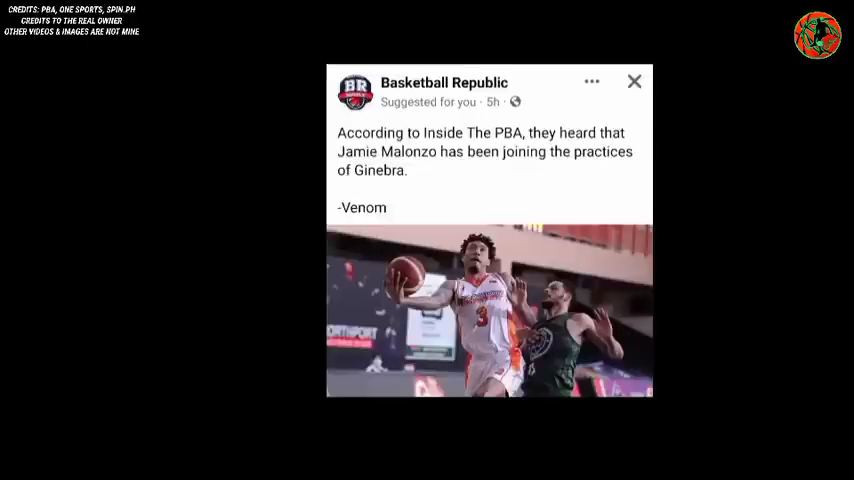 CREDITS: PBA, ONE SPORTS, SPIN.PH
CREDITS TO THE REAL OWNER
OTHER VIDEOS & IMAGES ARE NOT MINE
BR
Basketball Republic
Suggested for you · 5h ·
According to Inside The PBA, they heard that
Jamie Malonzo has been joining the practices
of Ginebra.
-Venom
3